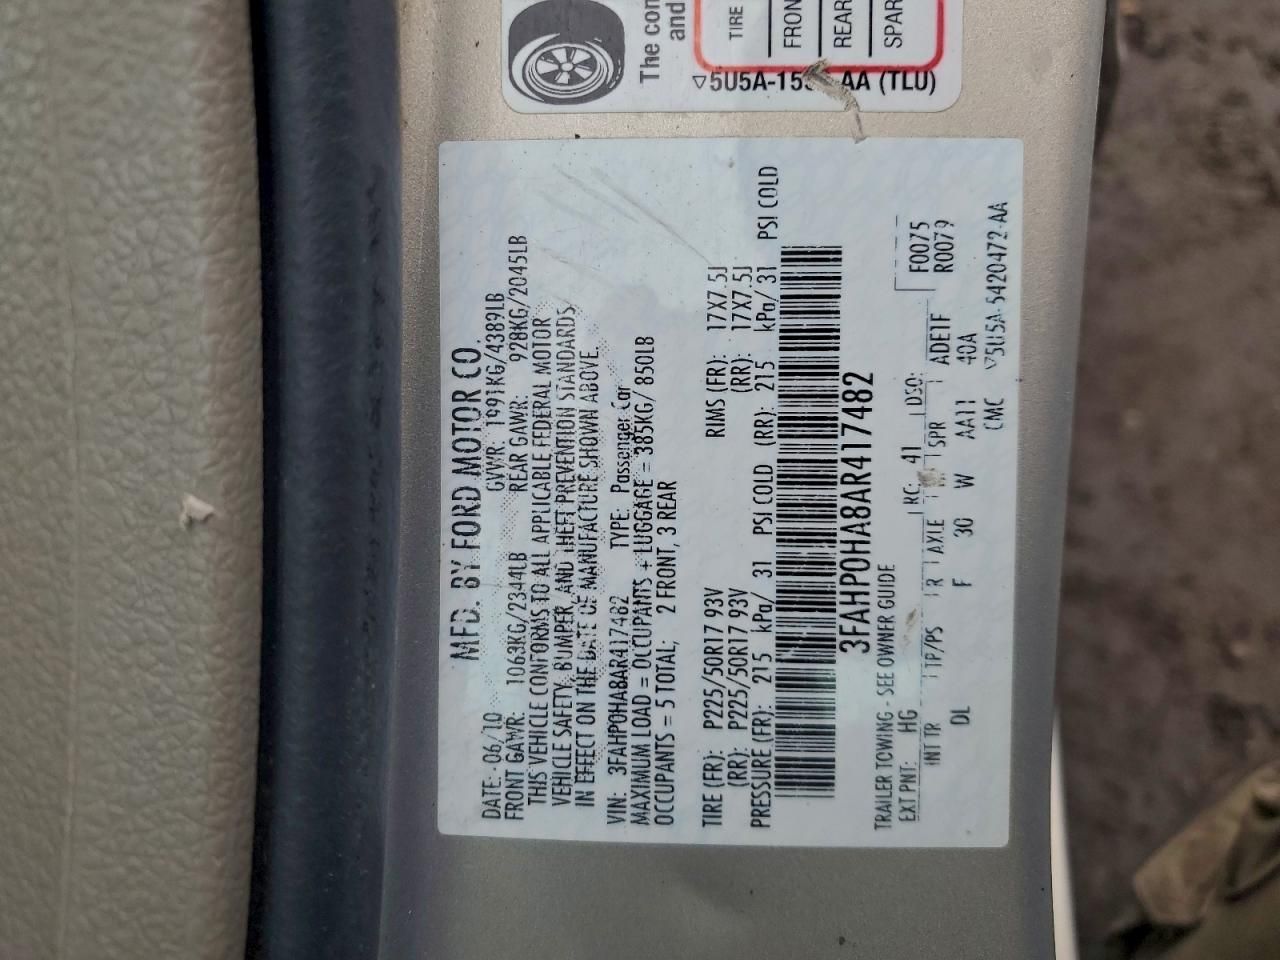 The con
and
TIRE
FRON
REAR
SPAR
▽5U5A-15 AA (TLU)
MFD. BY FORD MOTOR CO.
DATE: 06/10 GVWR: 1991KG/4389LB
FRONT GAWR: 1063KG/2344LB REAR GAWR: 928KG/2045LB
THIS VEHICLE CONFORMS TO ALL APPLICABLE FEDERAL MOTOR
VEHICLE SAFETY, BUMPER, AND THEFT PREVENTION STANDARDS
IN EFFECT ON THE DATE OF MANUFACTURE SHOWN ABOVE.
VIN: 3FAHP0HA8AR417482 TYPE: Passenger Car
MAXIMUM LOAD = OCCUPANTS + LUGGAGE = 385KG/ 850LB
OCCUPANTS = 5 TOTAL; 2 FRONT, 3 REAR
TIRE (FR): P225/50R17 93V RIMS (FR): 17X7.5J
(RR): P225/50R17 93V (RR): 17X7.5J
PRESSURE (FR): 215 kPa/ 31 PSI COLD (RR): 215 kPa/ 31 PSI COLD
3FAHP0HA8AR417482
TRAILER TOWING - SEE OWNER GUIDE
EXT PNT: HG RC: 41 DSO: F0075
INT TR TP/PS R AXLE TR SPR ADE1F R0079
DL F 30 W AA11 40A
CMC ▽5U5A-5420472-AA